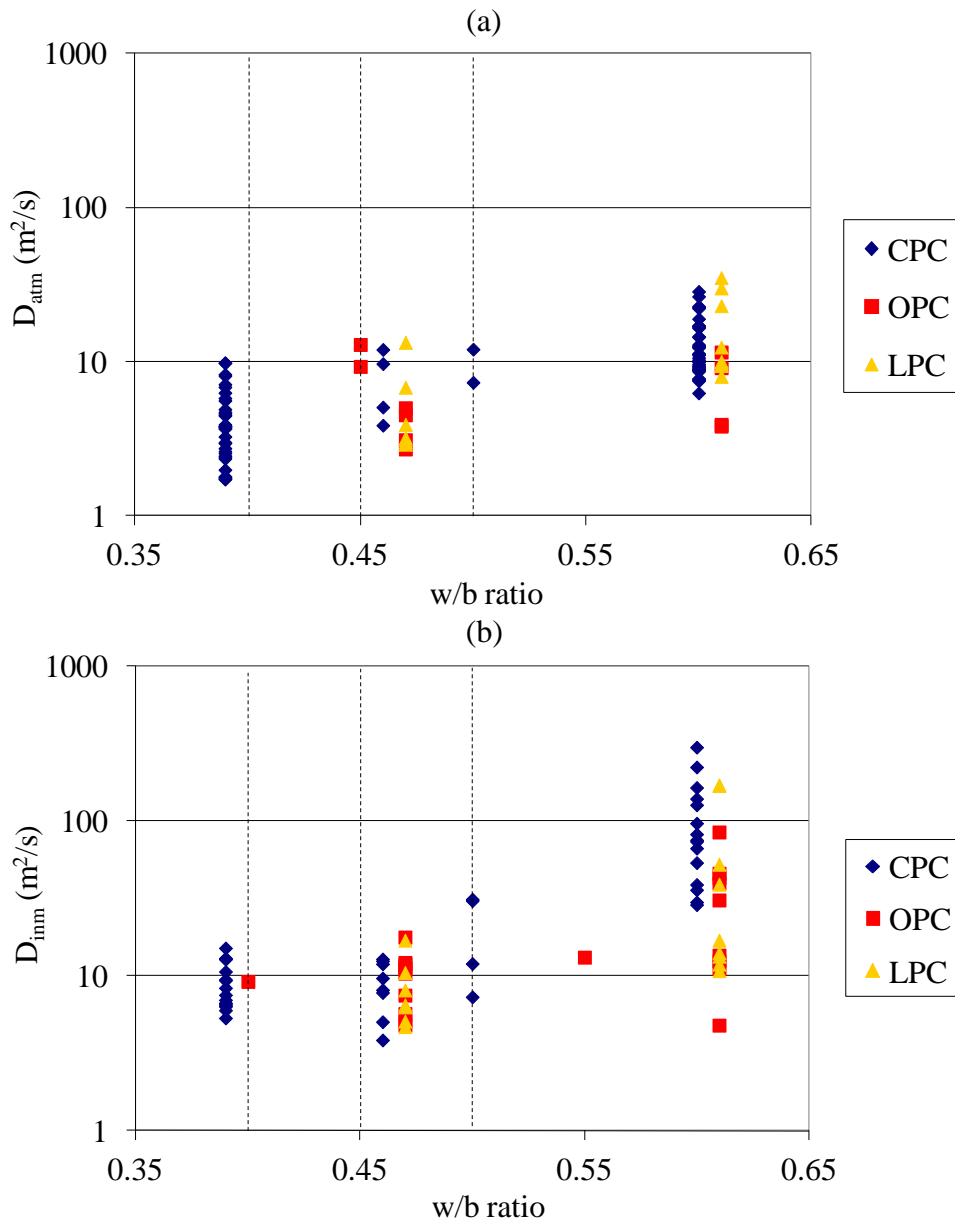 (a)
1000
100
10
1
D_atm (m²/s)
0.35 0.45 0.55 0.65
w/b ratio
CPC
OPC
LPC
(b)
1000
100
10
1
D_inm (m²/s)
0.35 0.45 0.55 0.65
w/b ratio
CPC
OPC
LPC